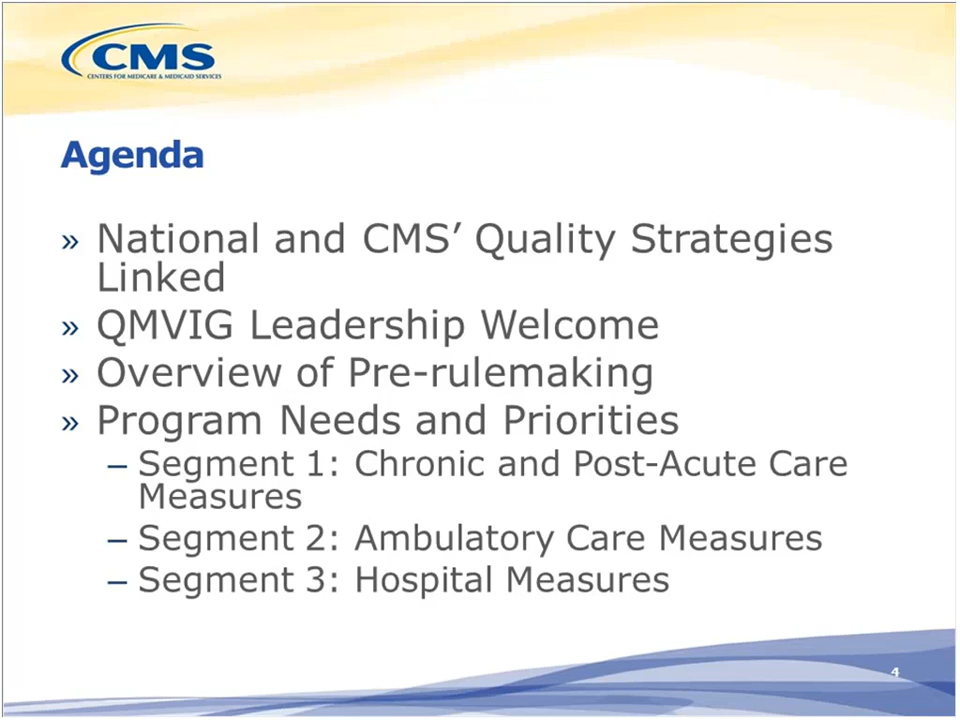 CMS
CENTERS FOR MEDICARE & MEDICAID SERVICES
Agenda
» National and CMS’ Quality Strategies
Linked
» QMVIG Leadership Welcome
» Overview of Pre-rulemaking
» Program Needs and Priorities
– Segment 1: Chronic and Post-Acute Care
Measures
– Segment 2: Ambulatory Care Measures
– Segment 3: Hospital Measures
4